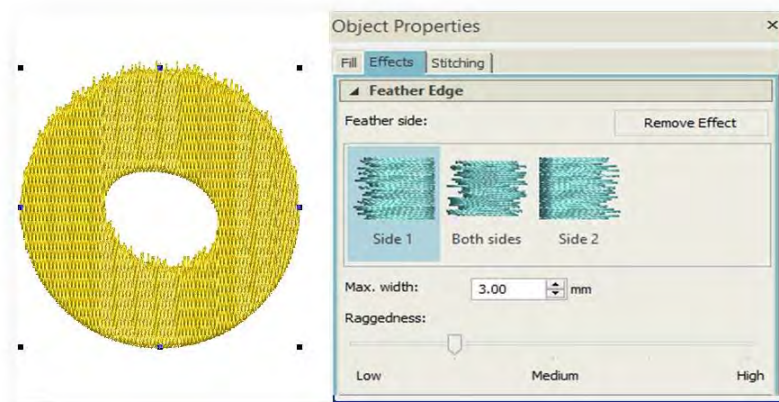 Object Properties
Fill Effects Stitching
Feather Edge
Feather side:
Remove Effect
Side 1 Both sides Side 2
Max. width: 3.00 mm
Raggedness:
Low Medium High